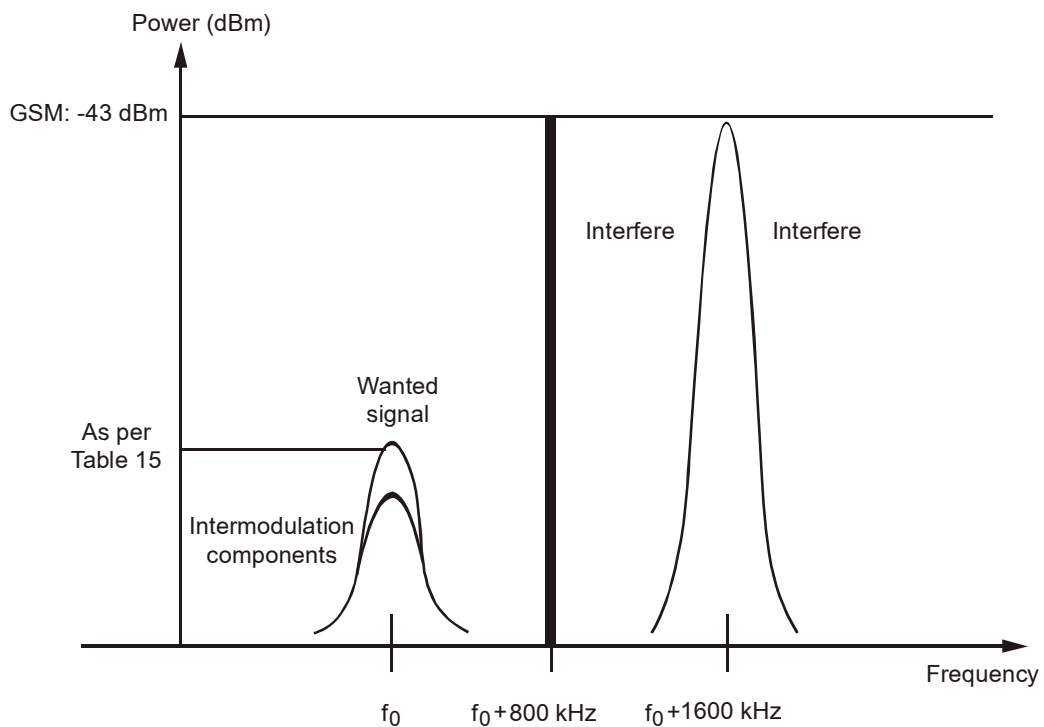 Power (dBm)
GSM: -43 dBm
Interfere
Interfere
Wanted
signal
As per
Table 15
Intermodulation
components
Frequency
f0
f0+800 kHz
f0+1600 kHz